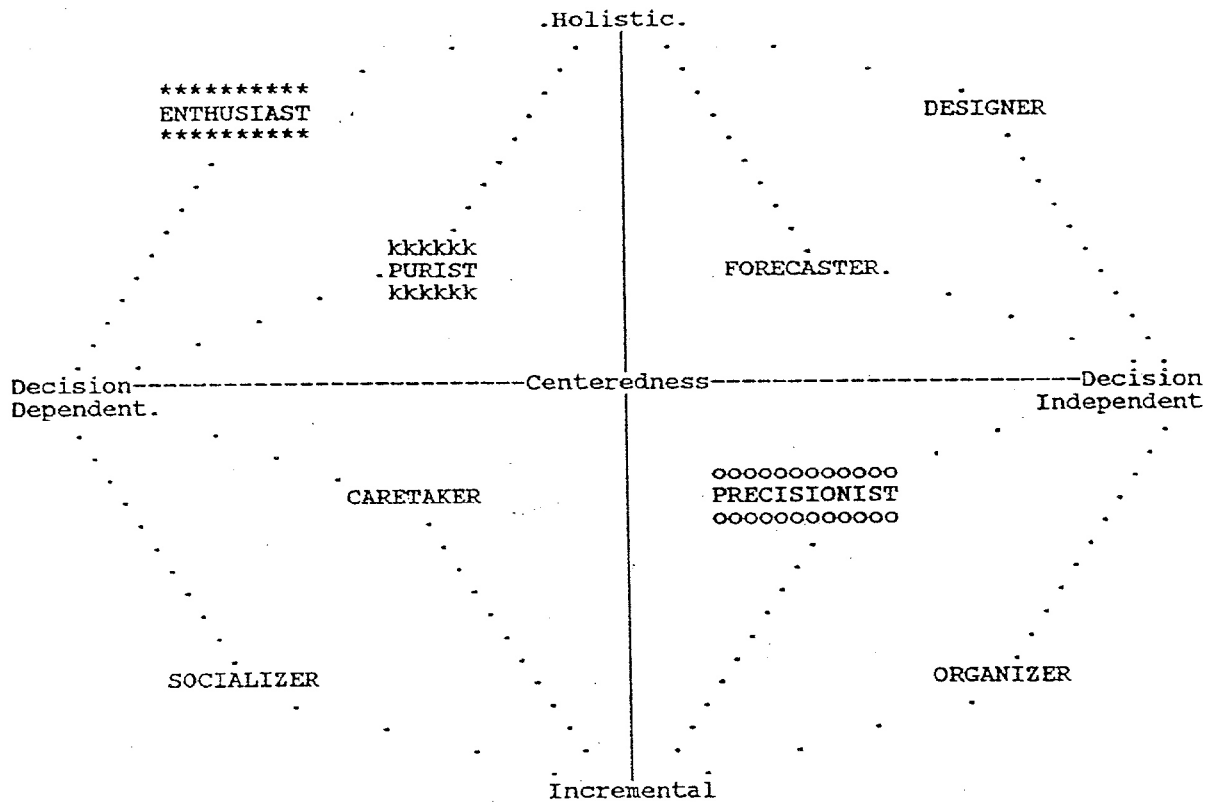 .Holistic.
**********
ENTHUSIAST DESIGNER
**********
kkkkkk
.PURIST FORECASTER.
kkkkkk
Decision--------------------------Centeredness------------------------Decision
Dependent. Independent
oooooooooooo
CARETAKER PRECISIONIST
oooooooooooo
SOCIALIZER ORGANIZER
Incremental